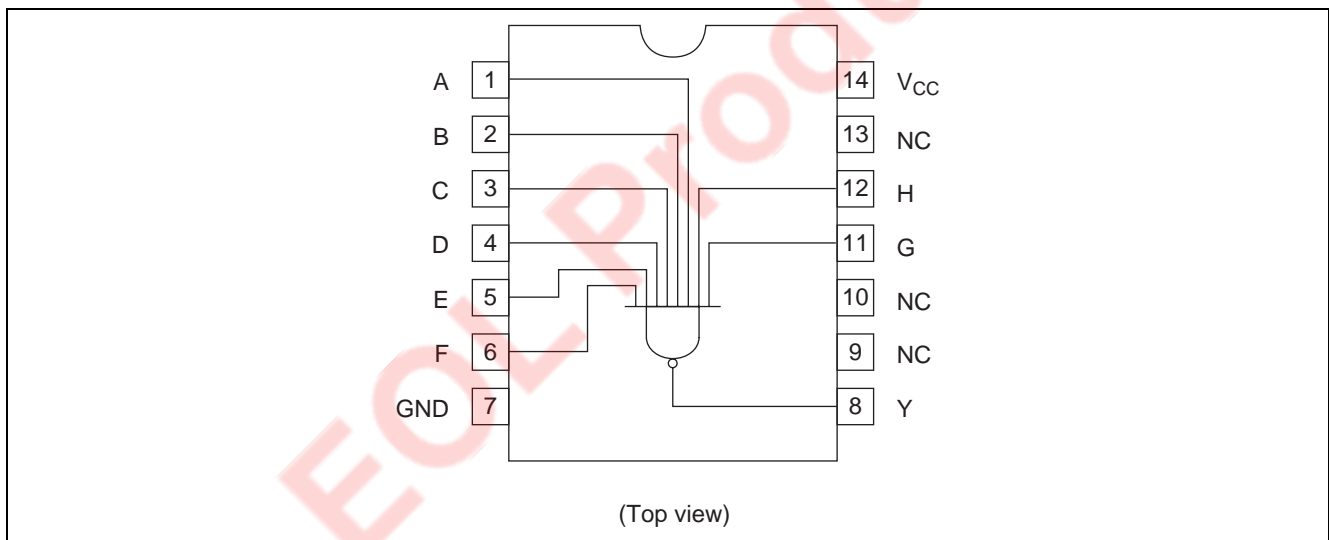 A 1 14 VCC
B 2 13 NC
C 3 12 H
D 4 11 G
E 5 10 NC
F 6 9 NC
GND 7 8 Y
(Top view)
EOL Produ